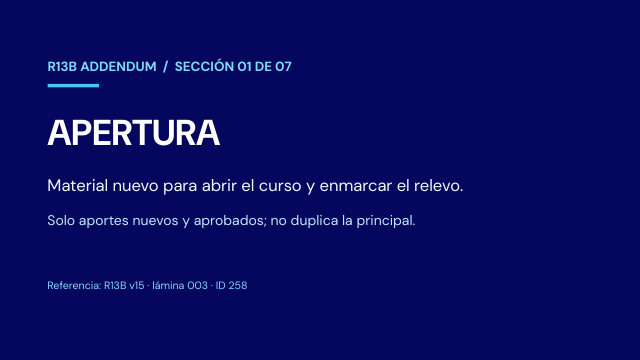 R13B ADDENDUM / SECCIÓN 01 DE 07
APERTURA
Material nuevo para abrir el curso y enmarcar el relevo.
Solo aportes nuevos y aprobados; no duplica la principal.
Referencia: R13B v15 · lámina 003 · ID 258